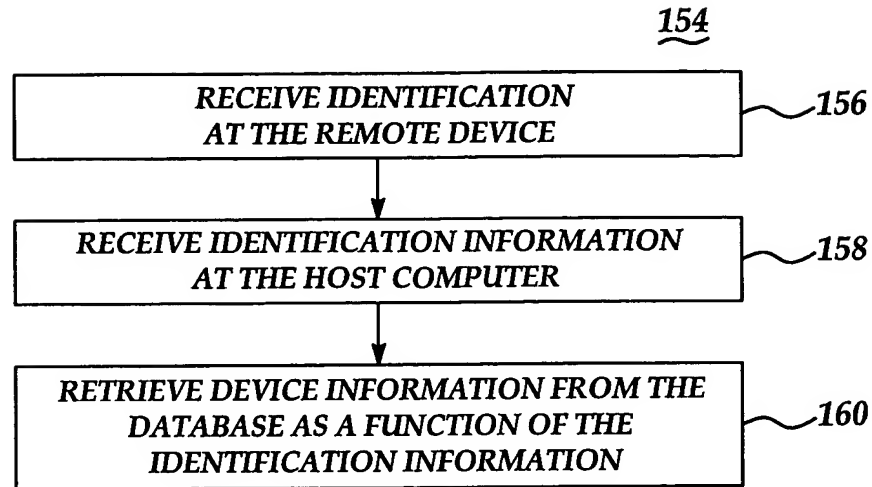 154
RECEIVE IDENTIFICATION
AT THE REMOTE DEVICE
156
RECEIVE IDENTIFICATION INFORMATION
AT THE HOST COMPUTER
158
RETRIEVE DEVICE INFORMATION FROM THE
DATABASE AS A FUNCTION OF THE
IDENTIFICATION INFORMATION
160